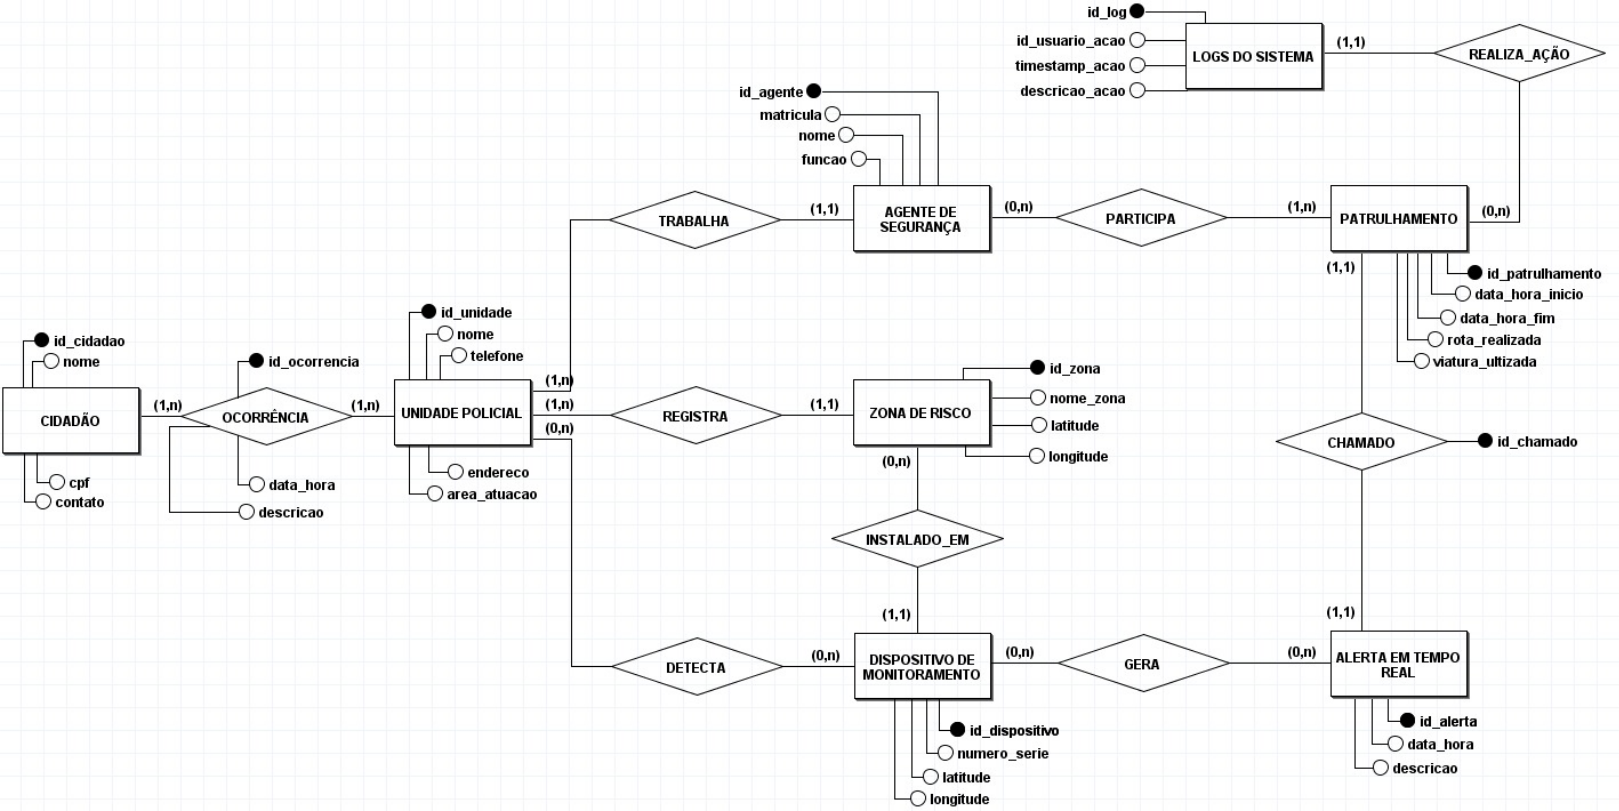 id_log
id_usuario_acao
timestamp_acao
descricao_acao
LOGS DO SISTEMA
(1,1)
REALIZA_AÇÃO
id_agente
matricula
nome
funcao
TRABALHA
(1,1)
AGENTE DE
SEGURANÇA
(0,n)
PARTICIPA
(1,n)
PATRULHAMENTO
(0,n)
(1,1)
id_patrulhamento
data_hora_inicio
data_hora_fim
rota_realizada
viatura_ultizada
id_cidadao
nome
CIDADÃO
cpf
contato
(1,n)
id_ocorrencia
OCORRÊNCIA
data_hora
descricao
(1,n)
id_unidade
nome
telefone
UNIDADE POLICIAL
endereco
area_atuacao
(1,n)
(1,n)
(0,n)
REGISTRA
(1,1)
ZONA DE RISCO
id_zona
nome_zona
latitude
longitude
(0,n)
INSTALADO_EM
(1,1)
CHAMADO
id_chamado
(1,1)
DETECTA
(0,n)
DISPOSITIVO DE
MONITORAMENTO
(0,n)
GERA
(0,n)
ALERTA EM TEMPO
REAL
id_dispositivo
numero_serie
latitude
longitude
id_alerta
data_hora
descricao